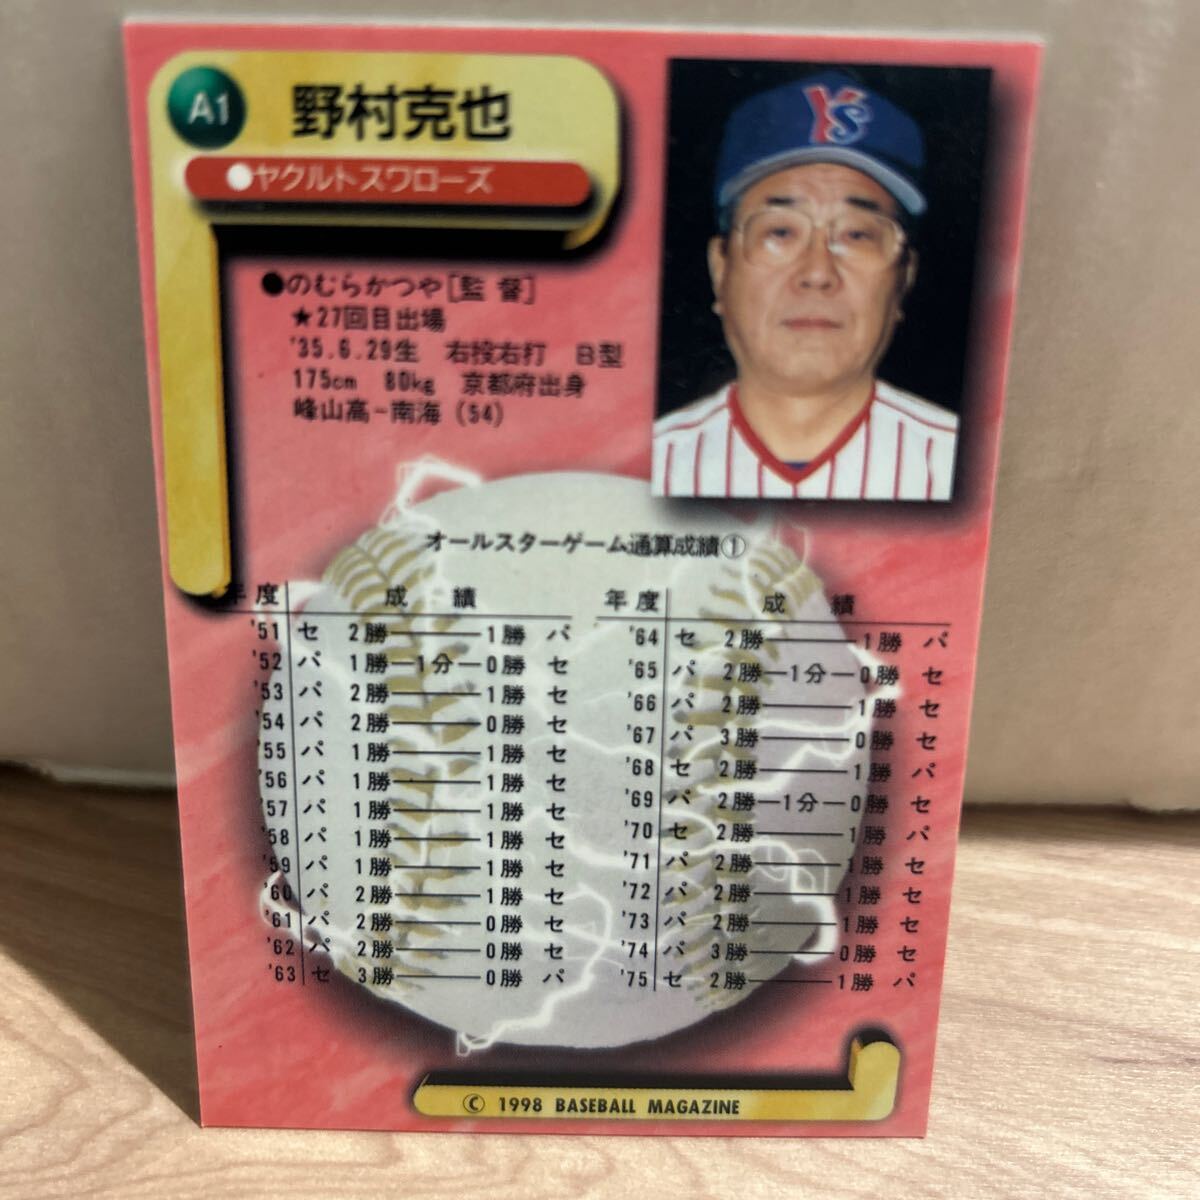 A1
野村克也
●ヤクルトスワローズ
YS
●のむらかつや[監 督]
★27回目出場
'35.6.29生 右投右打 B型
175cm 80kg 京都府出身
峰山高−南海 (54)
オールスターゲーム通算成績①
年度 成 績
'51 セ 2勝――1勝 パ
'52 パ 1勝―1分―0勝 セ
'53 パ 2勝――1勝 セ
'54 パ 2勝――0勝 セ
'55 パ 1勝――1勝 セ
'56 パ 1勝――1勝 セ
'57 パ 1勝――1勝 セ
'58 パ 1勝――1勝 セ
'59 パ 1勝――1勝 セ
'60 パ 2勝――1勝 セ
'61 パ 2勝――0勝 セ
'62 パ 2勝――0勝 セ
'63 セ 3勝――0勝 パ
年度 成 績
'64 セ 2勝――1勝 パ
'65 パ 2勝―1分―0勝 セ
'66 パ 2勝――1勝 セ
'67 パ 3勝――0勝 セ
'68 セ 2勝――1勝 パ
'69 パ 2勝―1分―0勝 セ
'70 セ 2勝――1勝 パ
'71 パ 2勝――1勝 セ
'72 パ 2勝――1勝 セ
'73 パ 2勝――1勝 セ
'74 パ 3勝――0勝 セ
'75 セ 2勝――1勝 パ
© 1998 BASEBALL MAGAZINE